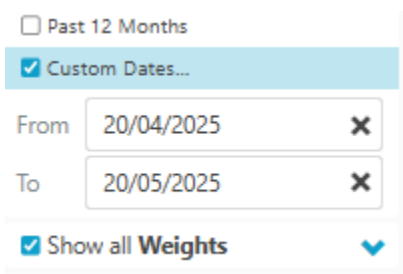 Past 12 Months
Custom Dates...
From 20/04/2025
To 20/05/2025
Show all Weights